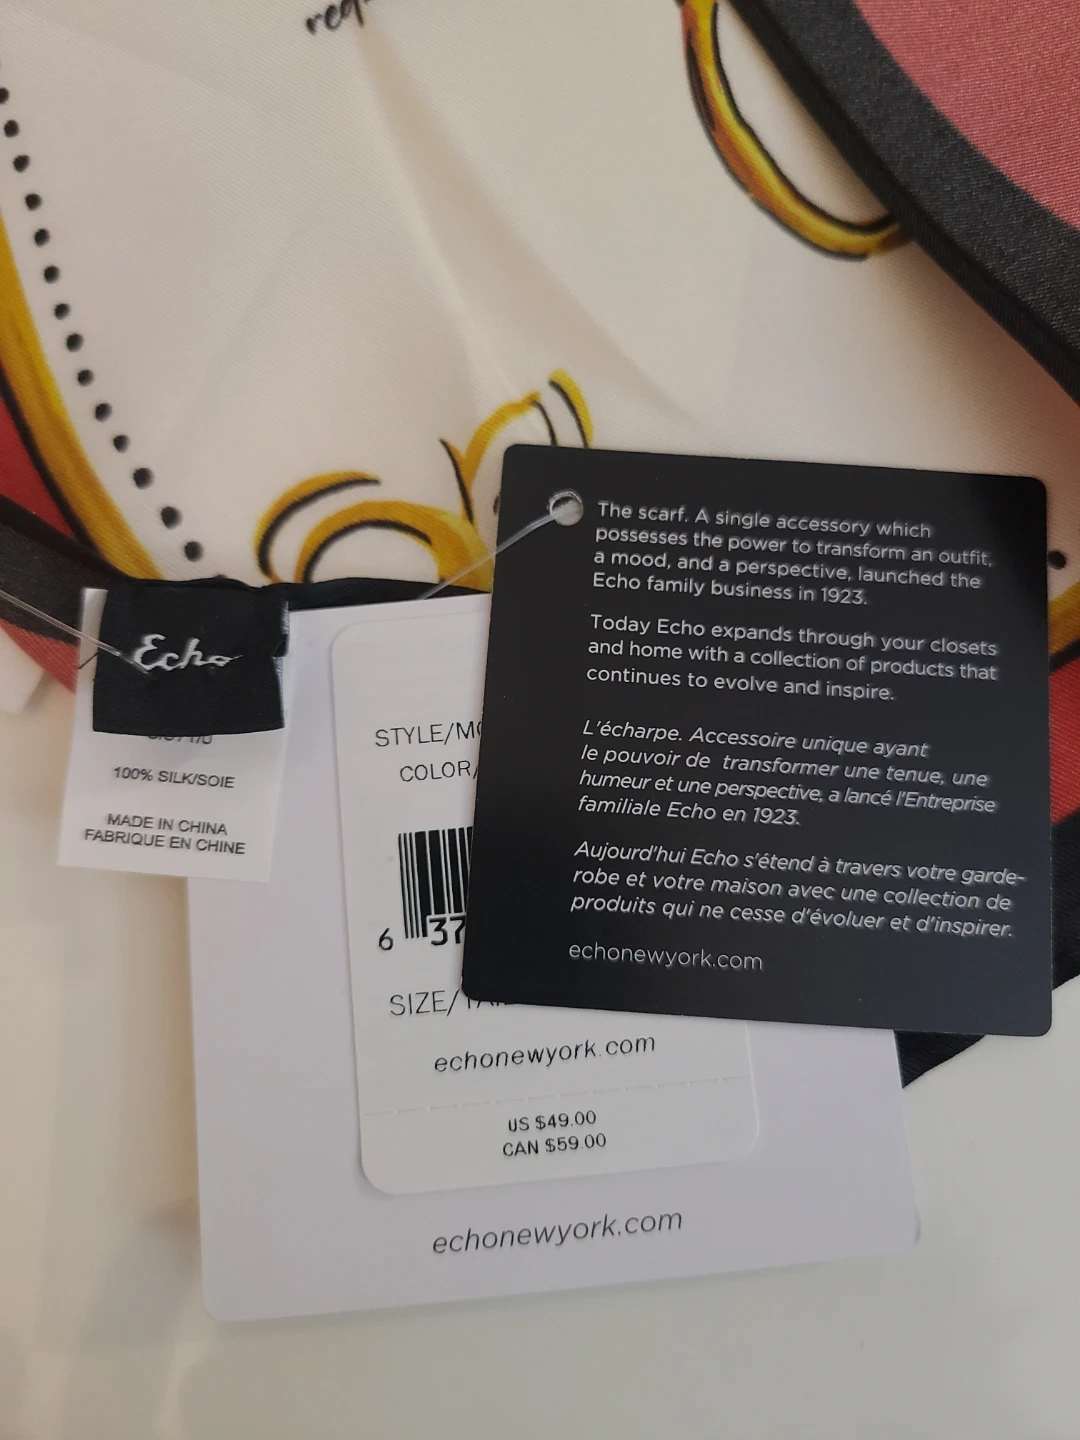 Echo
100% SILK/SOIE
MADE IN CHINA
FABRIQUE EN CHINE
STYLE/
COLOR/
6 37
SIZE/
echonewyork.com
US $49.00
CAN $59.00
echonewyork.com
The scarf. A single accessory which
possesses the power to transform an outfit,
a mood, and a perspective, launched the
Echo family business in 1923.
Today Echo expands through your closets
and home with a collection of products that
continues to evolve and inspire.
L'écharpe. Accessoire unique ayant
le pouvoir de transformer une tenue, une
humeur et une perspective, a lancé l'Entreprise
familiale Echo en 1923.
Aujourd'hui Echo s'étend à travers votre garde-
robe et votre maison avec une collection de
produits qui ne cesse d'évoluer et d'inspirer.
echonewyork.com